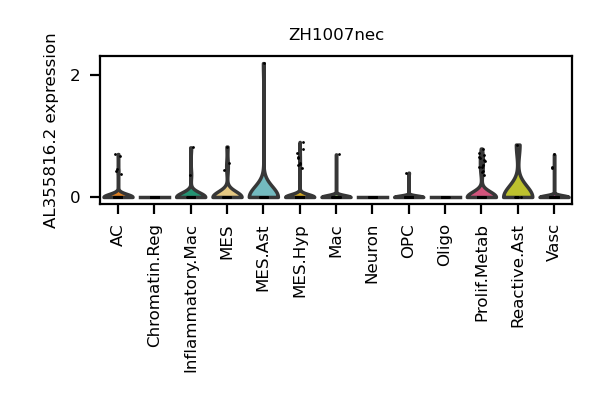 ZH1007nec
AL355816.2 expression
2
0
AC
Chromatin.Reg
Inflammatory.Mac
MES
MES.Ast
MES.Hyp
Mac
Neuron
OPC
Oligo
Prolif.Metab
Reactive.Ast
Vasc